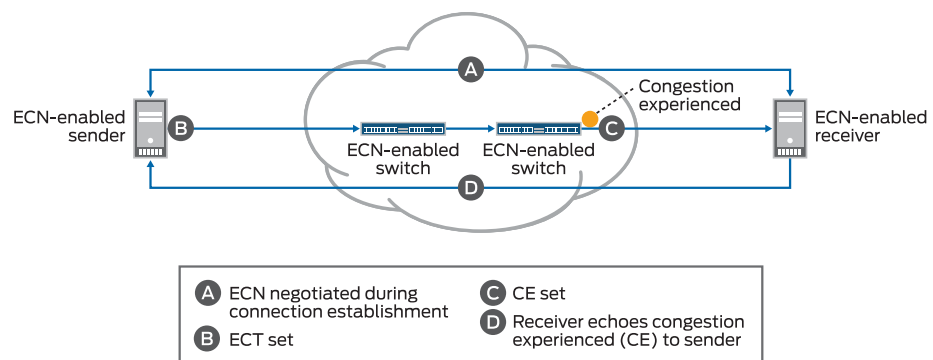 A
Congestion
experienced
ECN-enabled
sender
B
C
ECN-enabled
receiver
ECN-enabled
switch
ECN-enabled
switch
D
A ECN negotiated during
connection establishment
B ECT set
C CE set
D Receiver echoes congestion
experienced (CE) to sender